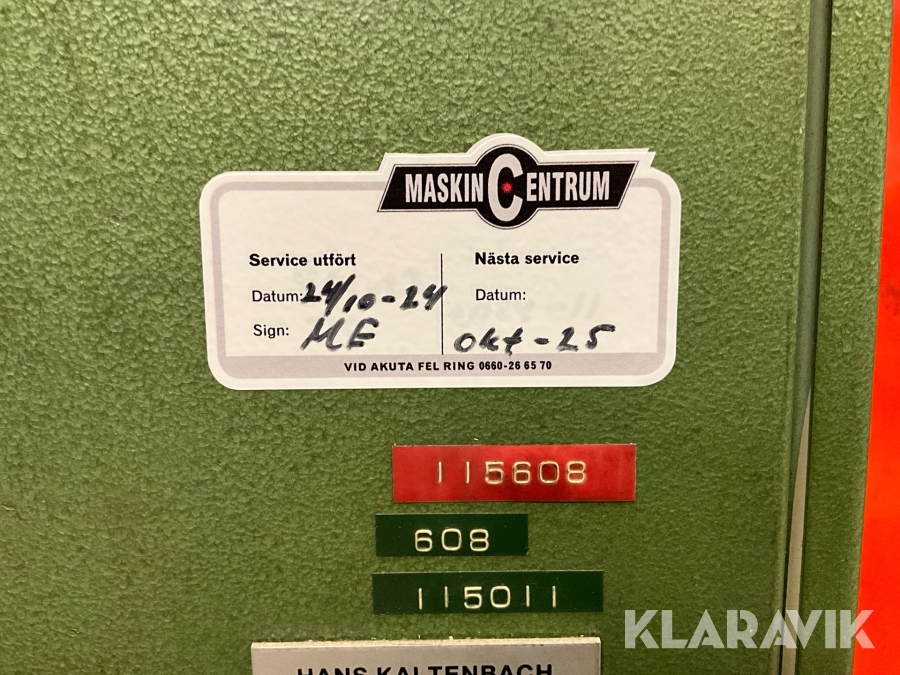 MASKIN CENTRUM
Service utfört
Datum: 24/10-24
Sign: ME
Nästa service
Datum:
okt-25
VID AKUTA FEL RING 0660-26 65 70
115608
608
115011
HANS KALTENBACH
KLARAVIK